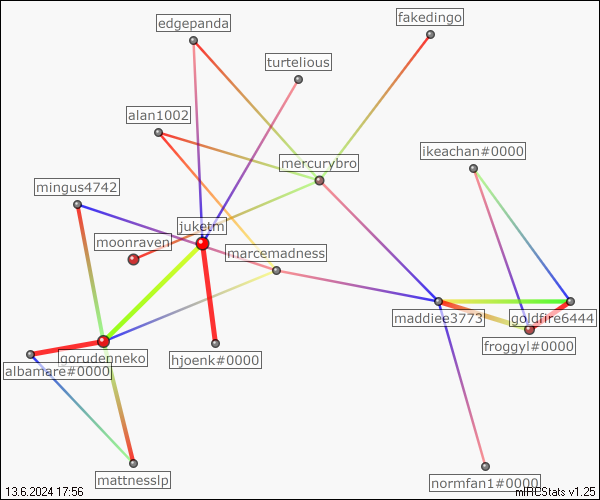 edgepanda
fakedingo
turtelious
alan1002
mercurybro
ikeachan#0000
mingus4742
juketm
moonraven
marcemadness
maddiee3773
goldfire6444
froggyl#0000
gorudenneko
hjoenk#0000
albamare#0000
mattnesslp
normfan1#0000
13.6.2024 17:56
mIRCStats v1.25